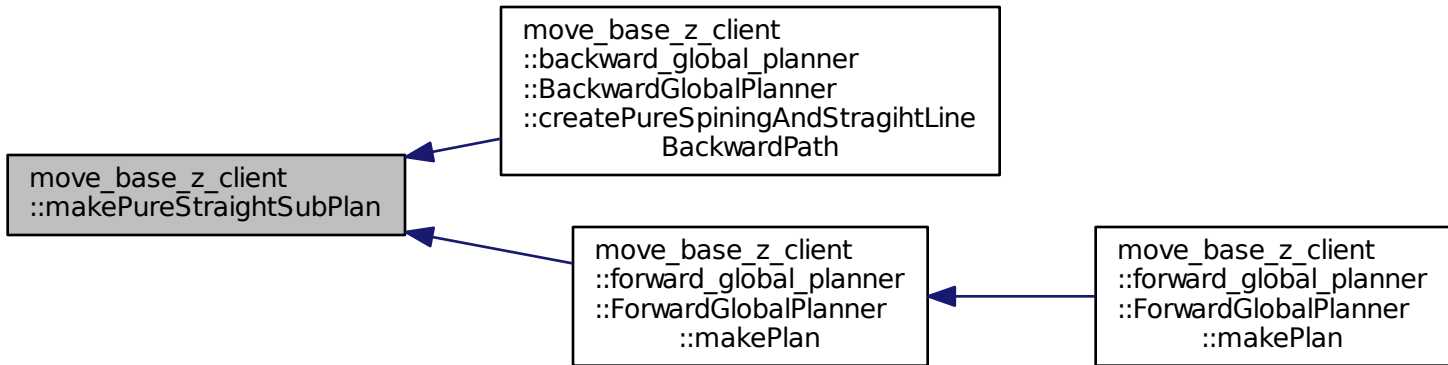 move_base_z_client
::backward_global_planner
::BackwardGlobalPlanner
::createPureSpiningAndStragihtLine
BackwardPath
move_base_z_client
::makePureStraightSubPlan
move_base_z_client
::forward_global_planner
::ForwardGlobalPlanner
::makePlan
move_base_z_client
::forward_global_planner
::ForwardGlobalPlanner
::makePlan